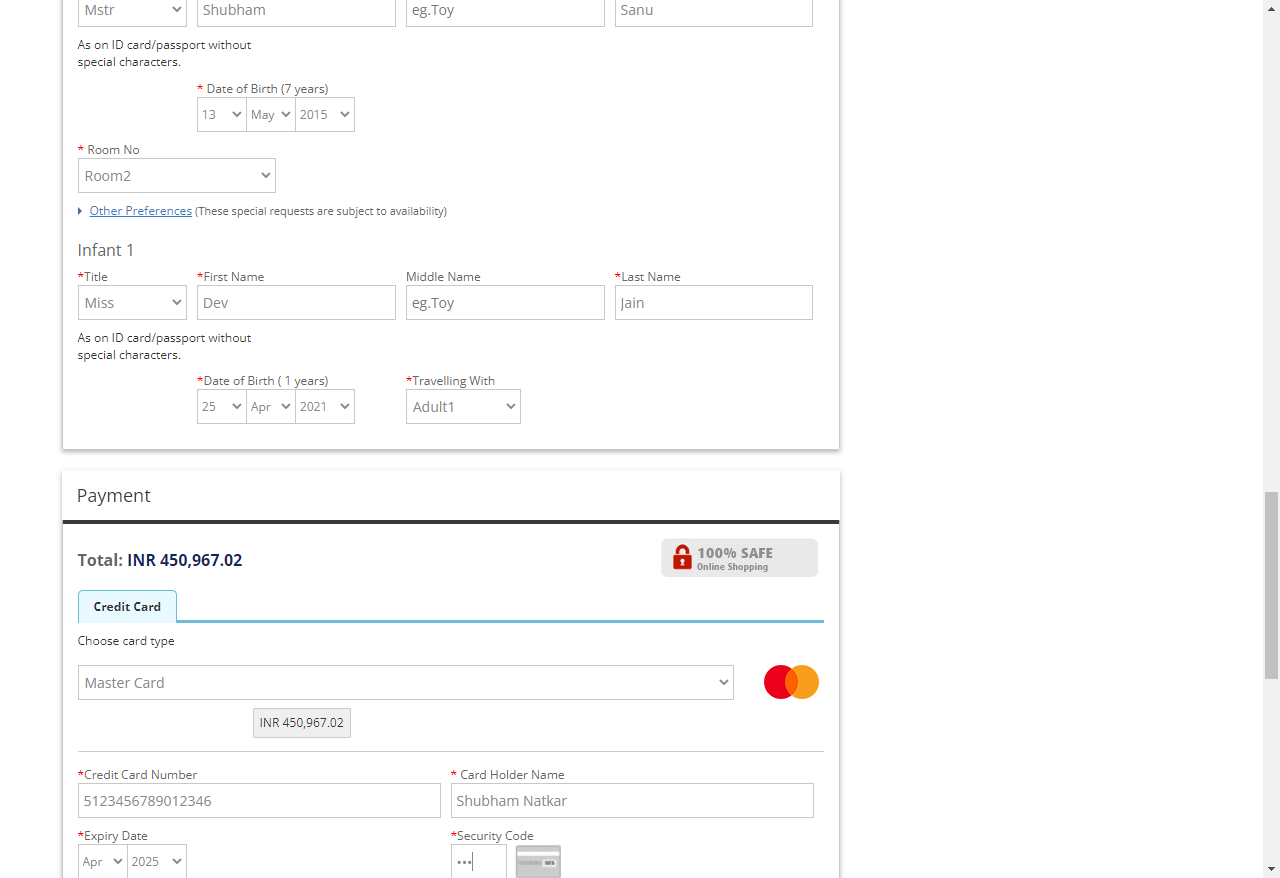 Mstr Shubham eg.Toy Sanu
As on ID card/passport without
special characters.
* Date of Birth (7 years)
13 May 2015
* Room No
Room2
Other Preferences (These special requests are subject to availability)
Infant 1
*Title *First Name Middle Name *Last Name
Miss Dev eg.Toy Jain
As on ID card/passport without
special characters.
*Date of Birth ( 1 years) *Travelling With
25 Apr 2021 Adult1
Payment
Total: INR 450,967.02
100% SAFE
Online Shopping
Credit Card
Choose card type
Master Card
INR 450,967.02
*Credit Card Number * Card Holder Name
5123456789012346 Shubham Natkar
*Expiry Date *Security Code
Apr 2025 •••